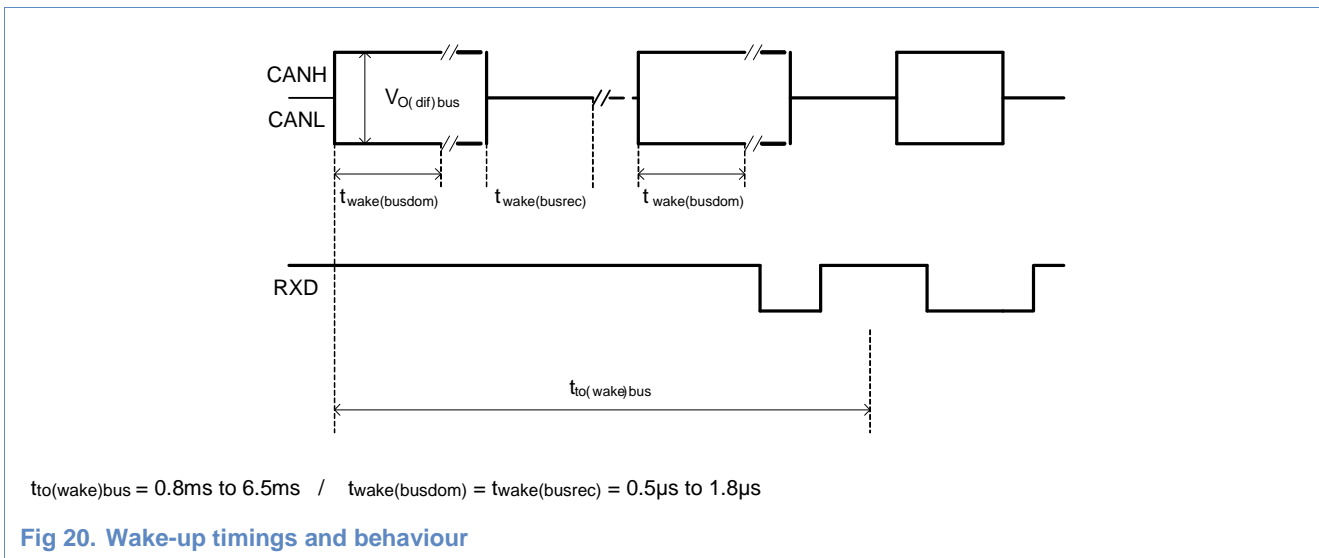 CANH
CANL
VO(dif)bus
twake(busdom) twake(busrec) twake(busdom)
RXD
tto(wake)bus
tto(wake)bus = 0.8ms to 6.5ms / twake(busdom) = twake(busrec) = 0.5µs to 1.8µs
Fig 20. Wake-up timings and behaviour